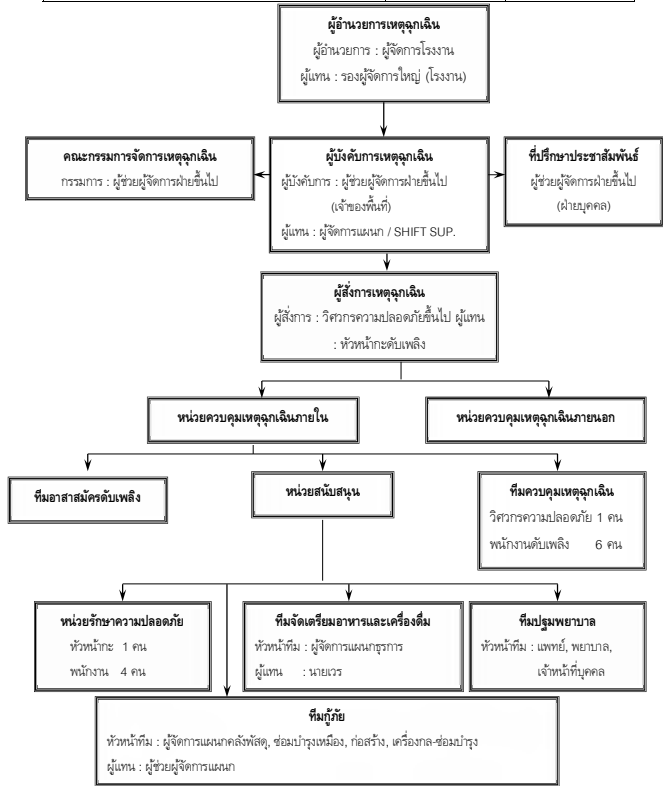 ผู้อำนวยการเหตุฉุกเฉิน
ผู้อำนวยการ : ผู้จัดการโรงงาน
ผู้แทน : รองผู้จัดการใหญ่ (โรงงาน)
คณะกรรมการจัดการเหตุฉุกเฉิน
กรรมการ : ผู้ช่วยผู้จัดการฝ่ายขึ้นไป
ผู้บังคับการเหตุฉุกเฉิน
ผู้บังคับการ : ผู้ช่วยผู้จัดการฝ่ายขึ้นไป
(เจ้าของพื้นที่)
ผู้แทน : ผู้จัดการแผนก / SHIFT SUP.
ที่ปรึกษาประชาสัมพันธ์
ผู้ช่วยผู้จัดการฝ่ายขึ้นไป
(ฝ่ายบุคคล)
ผู้สั่งการเหตุฉุกเฉิน
ผู้สั่งการ : วิศวกรความปลอดภัยขึ้นไป ผู้แทน
: หัวหน้ากะดับเพลิง
หน่วยควบคุมเหตุฉุกเฉินภายใน
หน่วยควบคุมเหตุฉุกเฉินภายนอก
ทีมอาสาสมัครดับเพลิง
หน่วยสนับสนุน
ทีมควบคุมเหตุฉุกเฉิน
วิศวกรความปลอดภัย 1 คน
พนักงานดับเพลิง 6 คน
หน่วยรักษาความปลอดภัย
หัวหน้ากะ 1 คน
พนักงาน 4 คน
ทีมจัดเตรียมอาหารและเครื่องดื่ม
หัวหน้าทีม : ผู้จัดการแผนกธุรการ
ผู้แทน : นายเวร
ทีมปฐมพยาบาล
หัวหน้าทีม : แพทย์, พยาบาล,
เจ้าหน้าที่บุคคล
ทีมกู้ภัย
หัวหน้าทีม : ผู้จัดการแผนกคลังพัสดุ, ซ่อมบำรุงเหมือง, ก่อสร้าง, เครื่องกล-ซ่อมบำรุง
ผู้แทน : ผู้ช่วยผู้จัดการแผนก